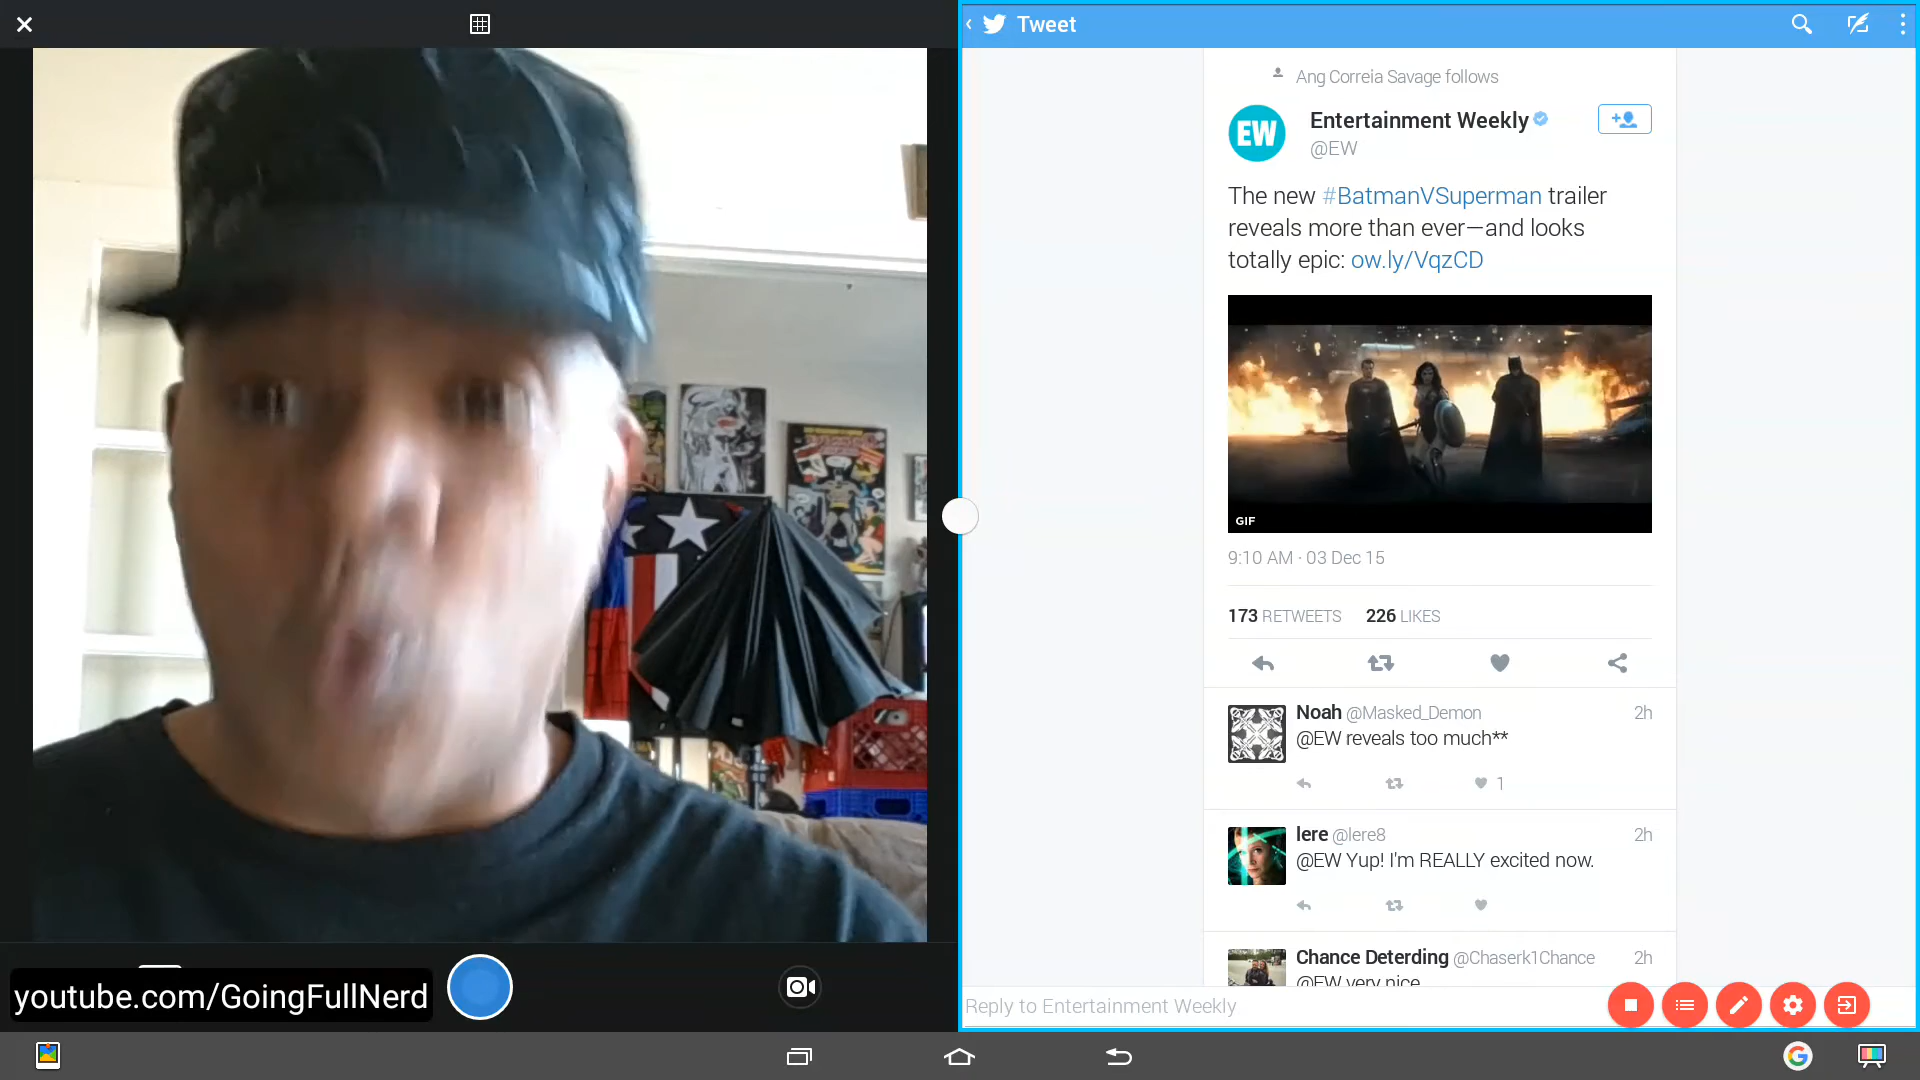 Tweet
Ang Correia Savage follows
EW
Entertainment Weekly
@EW
The new #BatmanVSuperman trailer
reveals more than ever—and looks
totally epic: ow.ly/VqzCD
GIF
9:10 AM · 03 Dec 15
173 RETWEETS 226 LIKES
Noah @Masked_Demon 2h
@EW reveals too much**
1
lere @lere8 2h
@EW Yup! I'm REALLY excited now.
Chance Deterding @Chaserk1Chance 2h
@EW very nice
Reply to Entertainment Weekly
youtube.com/GoingFullNerd